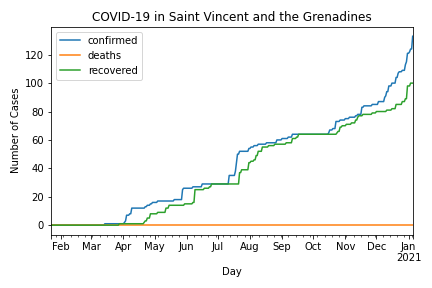 COVID-19 in Saint Vincent and the Grenadines
confirmed
deaths
recovered
Number of Cases
120
100
80
60
40
20
0
Feb Mar Apr May Jun Jul Aug Sep Oct Nov Dec Jan
2021
Day